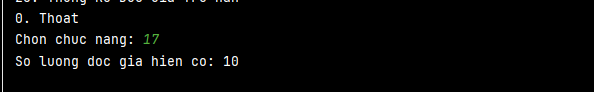 0. Thoat
Chon chuc nang: 17
So luong doc gia hien co: 10